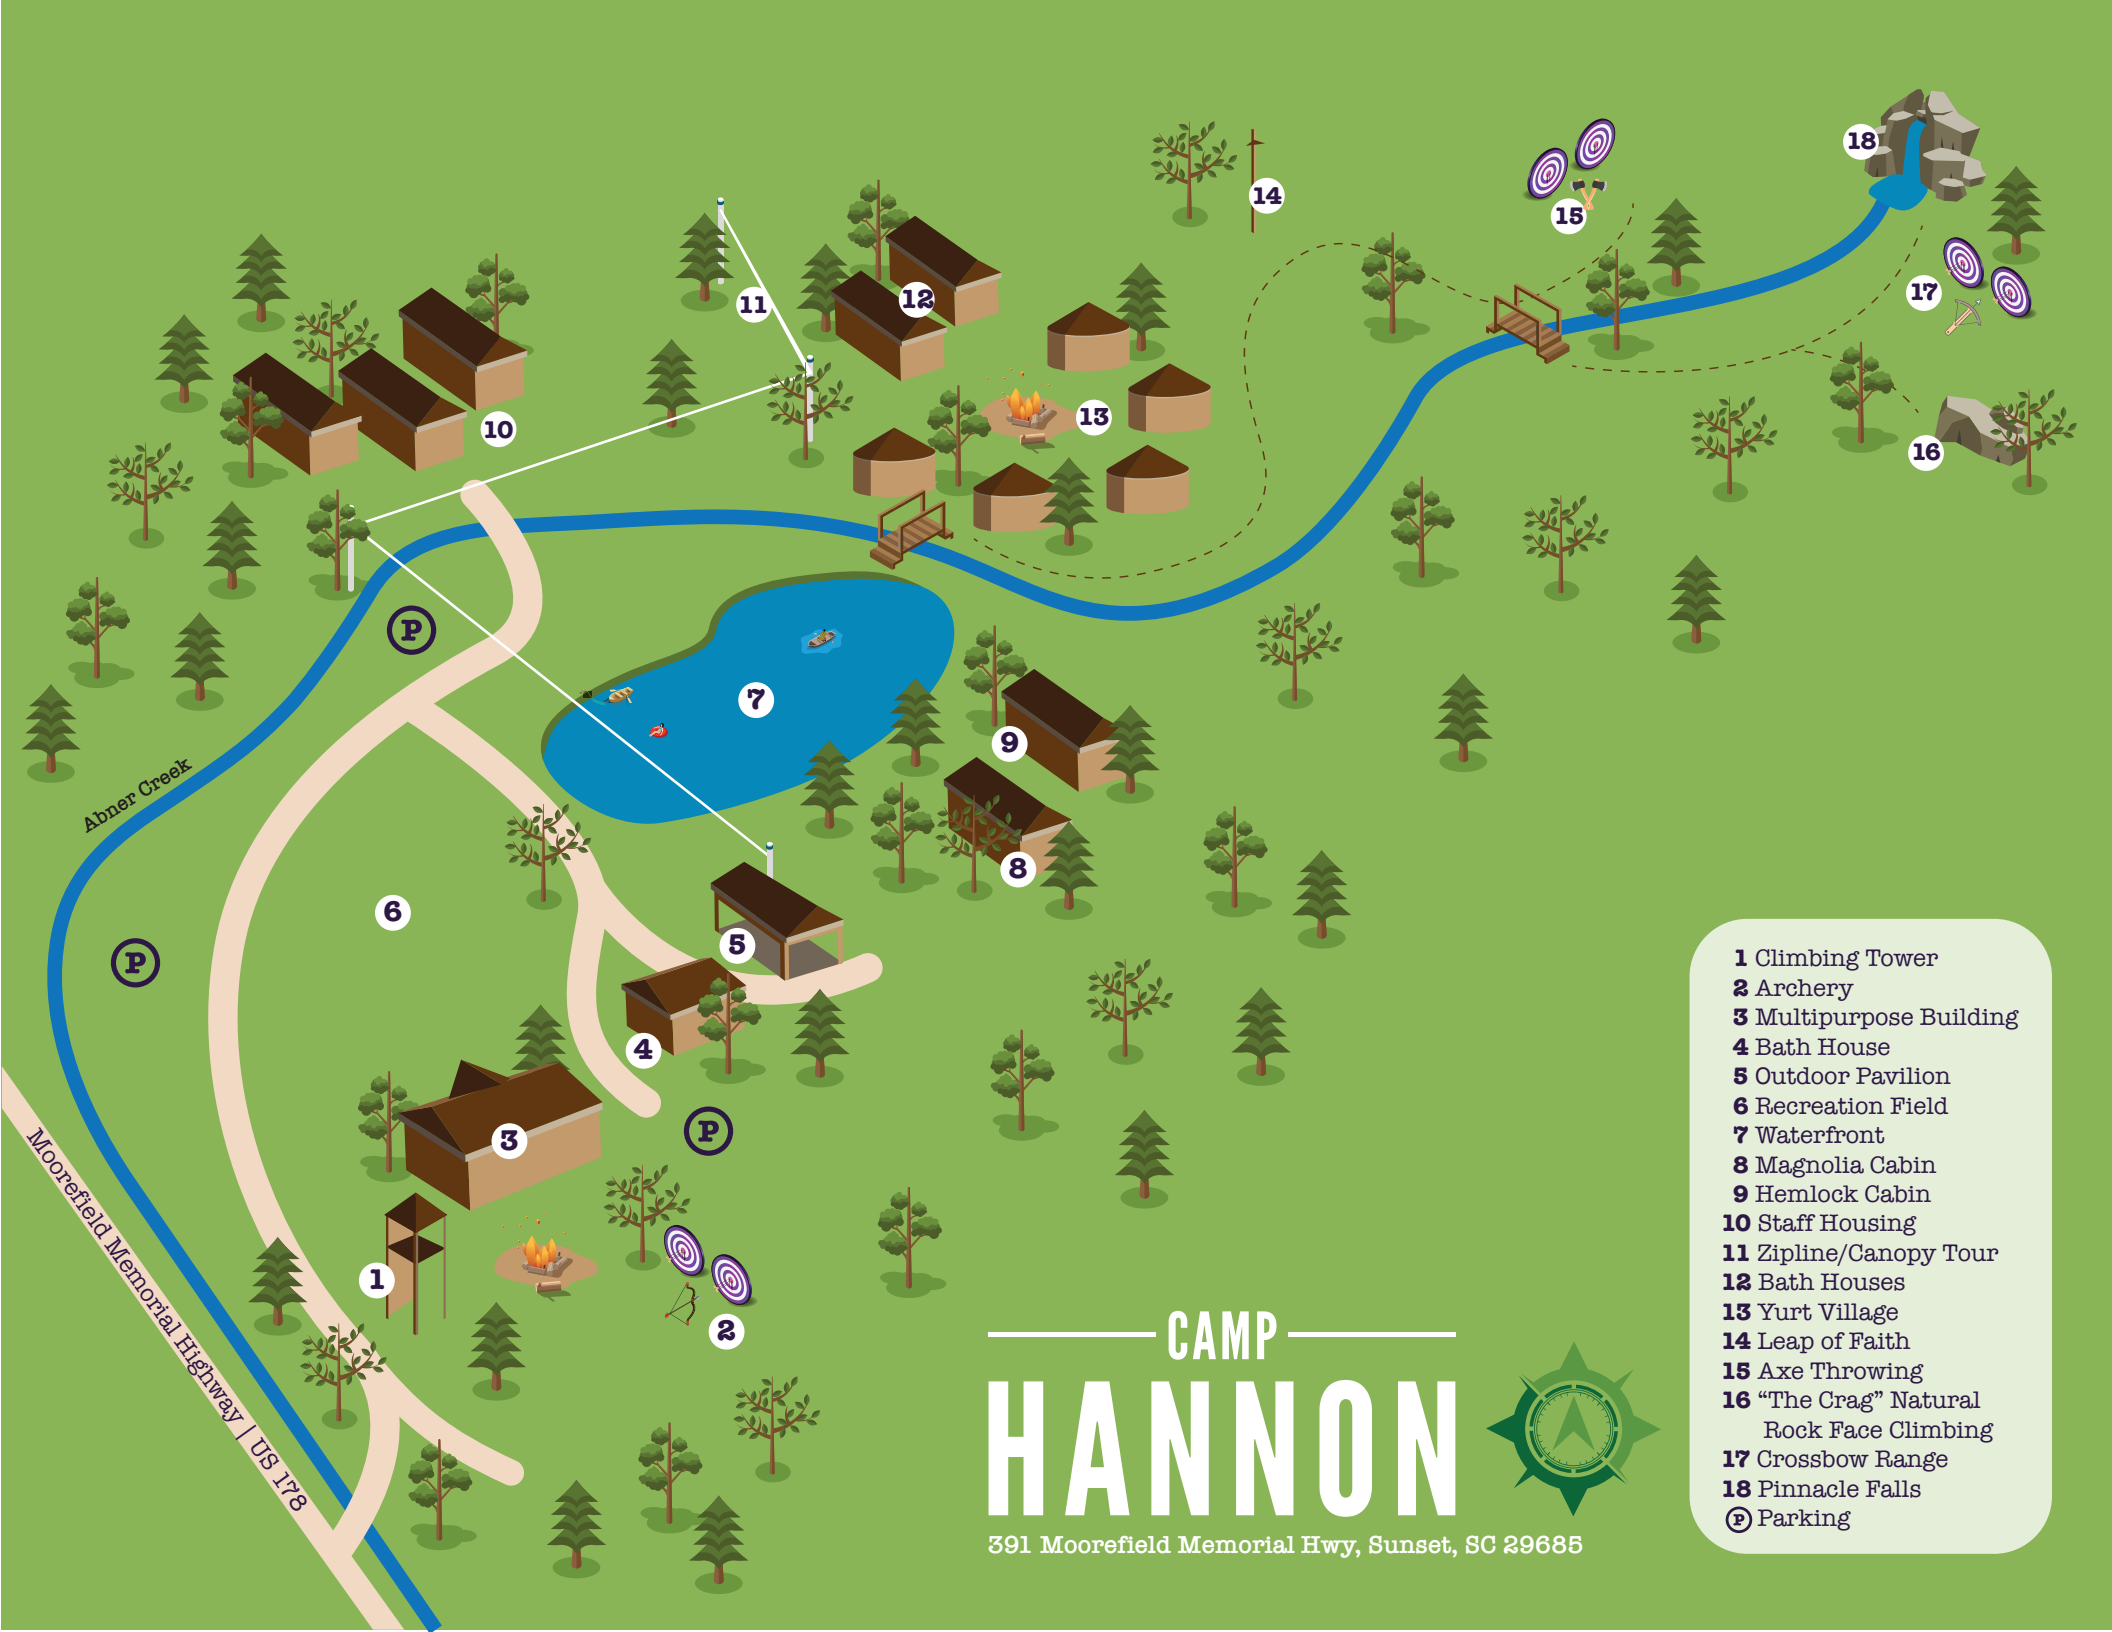 18
14
15
11
12
17
13
10
16
P
7
9
Abner Creek
8
6
5
P
4
P
3
1
2
Moorefield Memorial Highway | US 178
CAMP
HANNON
391 Moorefield Memorial Hwy, Sunset, SC 29685
1 Climbing Tower
2 Archery
3 Multipurpose Building
4 Bath House
5 Outdoor Pavilion
6 Recreation Field
7 Waterfront
8 Magnolia Cabin
9 Hemlock Cabin
10 Staff Housing
11 Zipline/Canopy Tour
12 Bath Houses
13 Yurt Village
14 Leap of Faith
15 Axe Throwing
16 “The Crag” Natural
Rock Face Climbing
17 Crossbow Range
18 Pinnacle Falls
P Parking